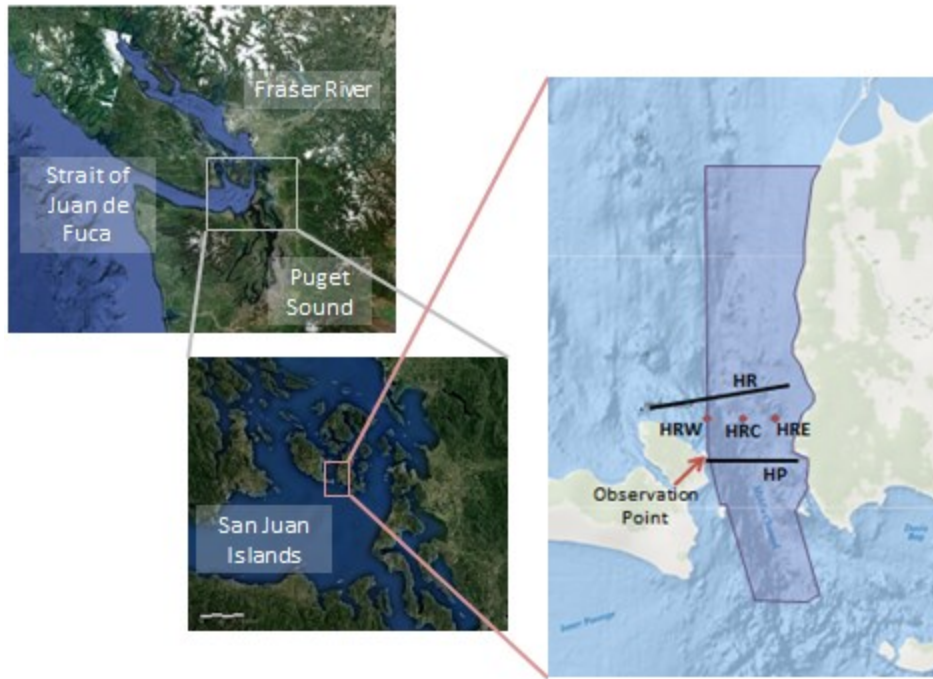 Fraser River
Strait of
Juan de
Fuca
Puget
Sound
San Juan
Islands
HR
HRW
HRC
HRE
HP
Observation
Point